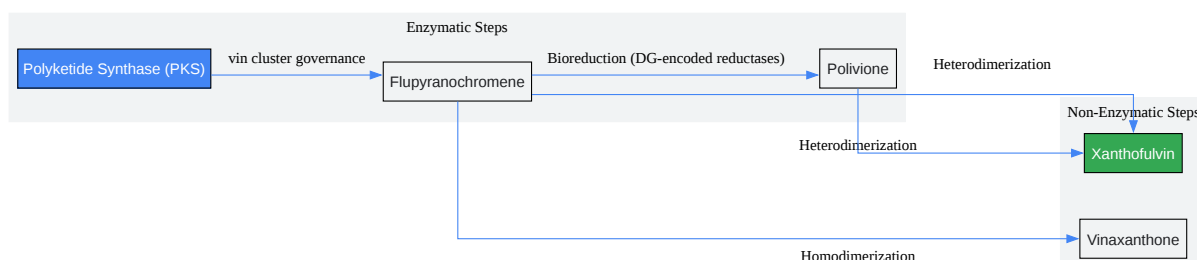 Enzymatic Steps
Polyketide Synthase (PKS)
vin cluster governance
Flupyranochromene
Bioreduction (DG-encoded reductases)
Polivione
Heterodimerization
Non-Enzymatic Steps
Heterodimerization
Xanthofulvin
Vinaxanthone
Homodimerization